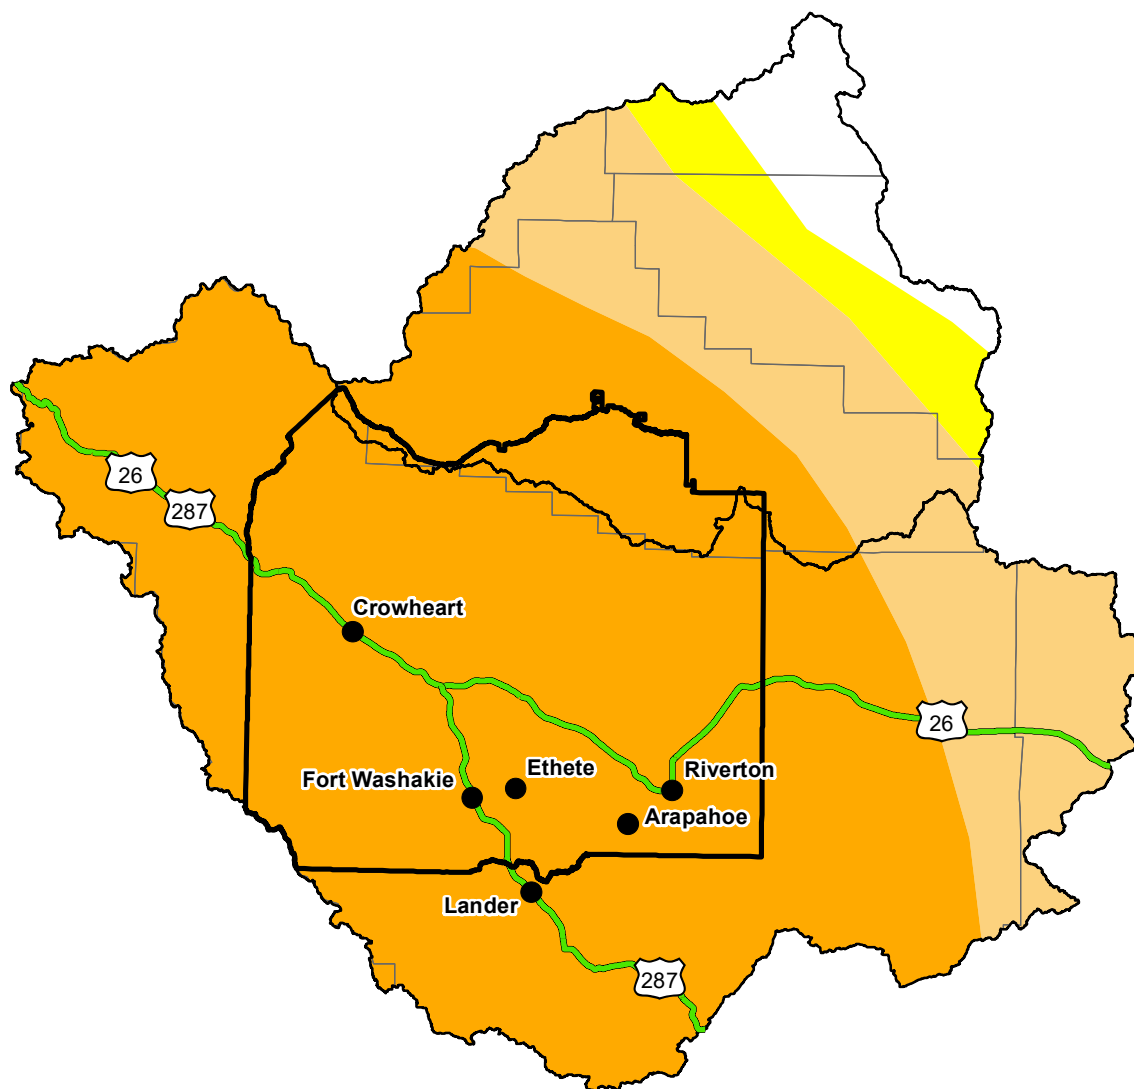 26
287
Crowheart
26
Ethete
Riverton
Fort Washakie
Arapahoe
Lander
287